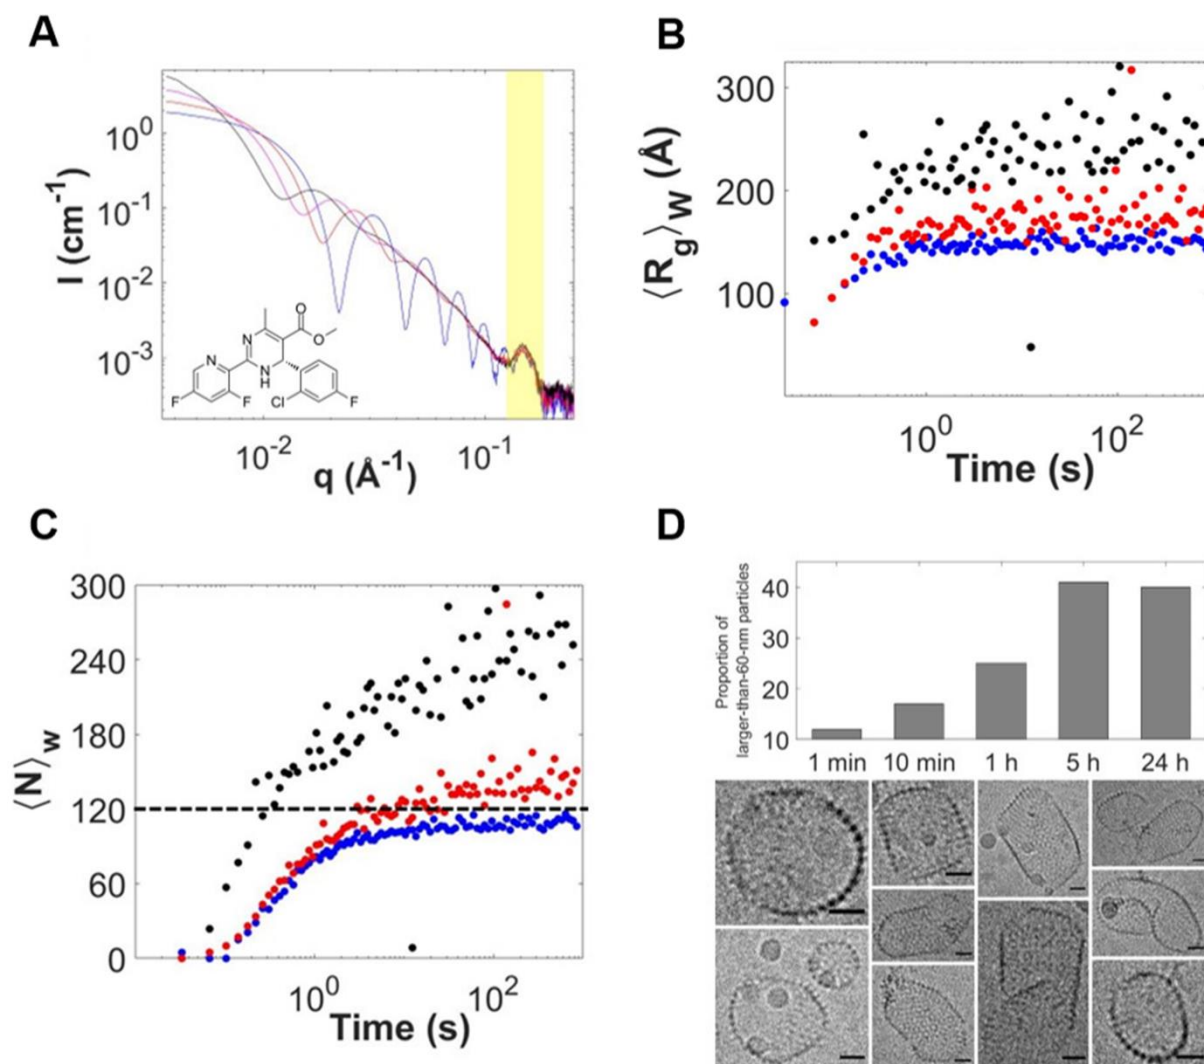 A
I (cm⁻¹)
10⁰
10⁻¹
10⁻²
10⁻³
10⁻² 10⁻¹
q (Å⁻¹)
N
O
O
N
N
H
F F Cl F
B
⟨R_g⟩_W (Å)
300
200
100
10⁰ 10²
Time (s)
C
⟨N⟩_w
300
240
180
120
60
0
10⁰ 10²
Time (s)
D
Proportion of
larger-than-60-nm particles
40
30
20
10
1 min 10 min 1 h 5 h 24 h